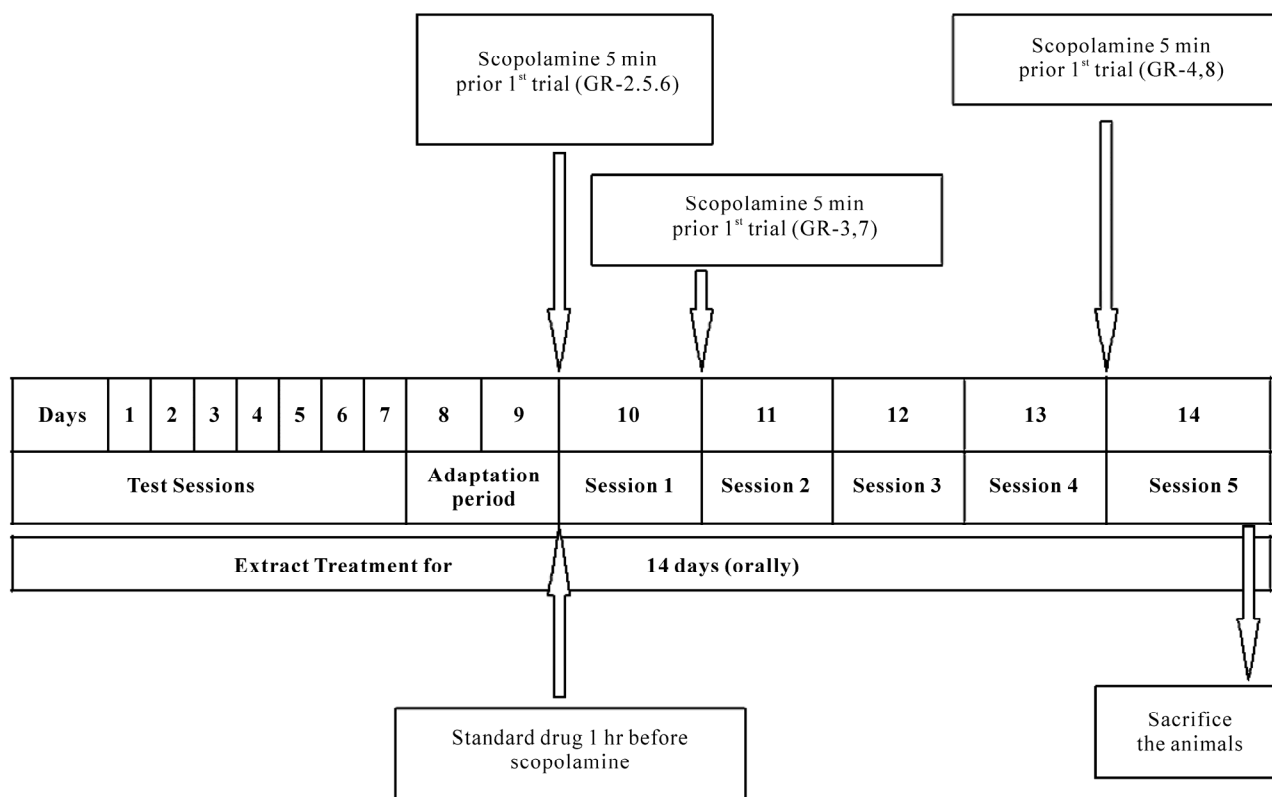 Scopolamine 5 min
prior 1st trial (GR-2.5.6)
Scopolamine 5 min
prior 1st trial (GR-4,8)
Scopolamine 5 min
prior 1st trial (GR-3,7)
Days 1 2 3 4 5 6 7 8 9 10 11 12 13 14
Test Sessions
Adaptation
period
Session 1 Session 2 Session 3 Session 4 Session 5
Extract Treatment for 14 days (orally)
Standard drug 1 hr before
scopolamine
Sacrifice
the animals